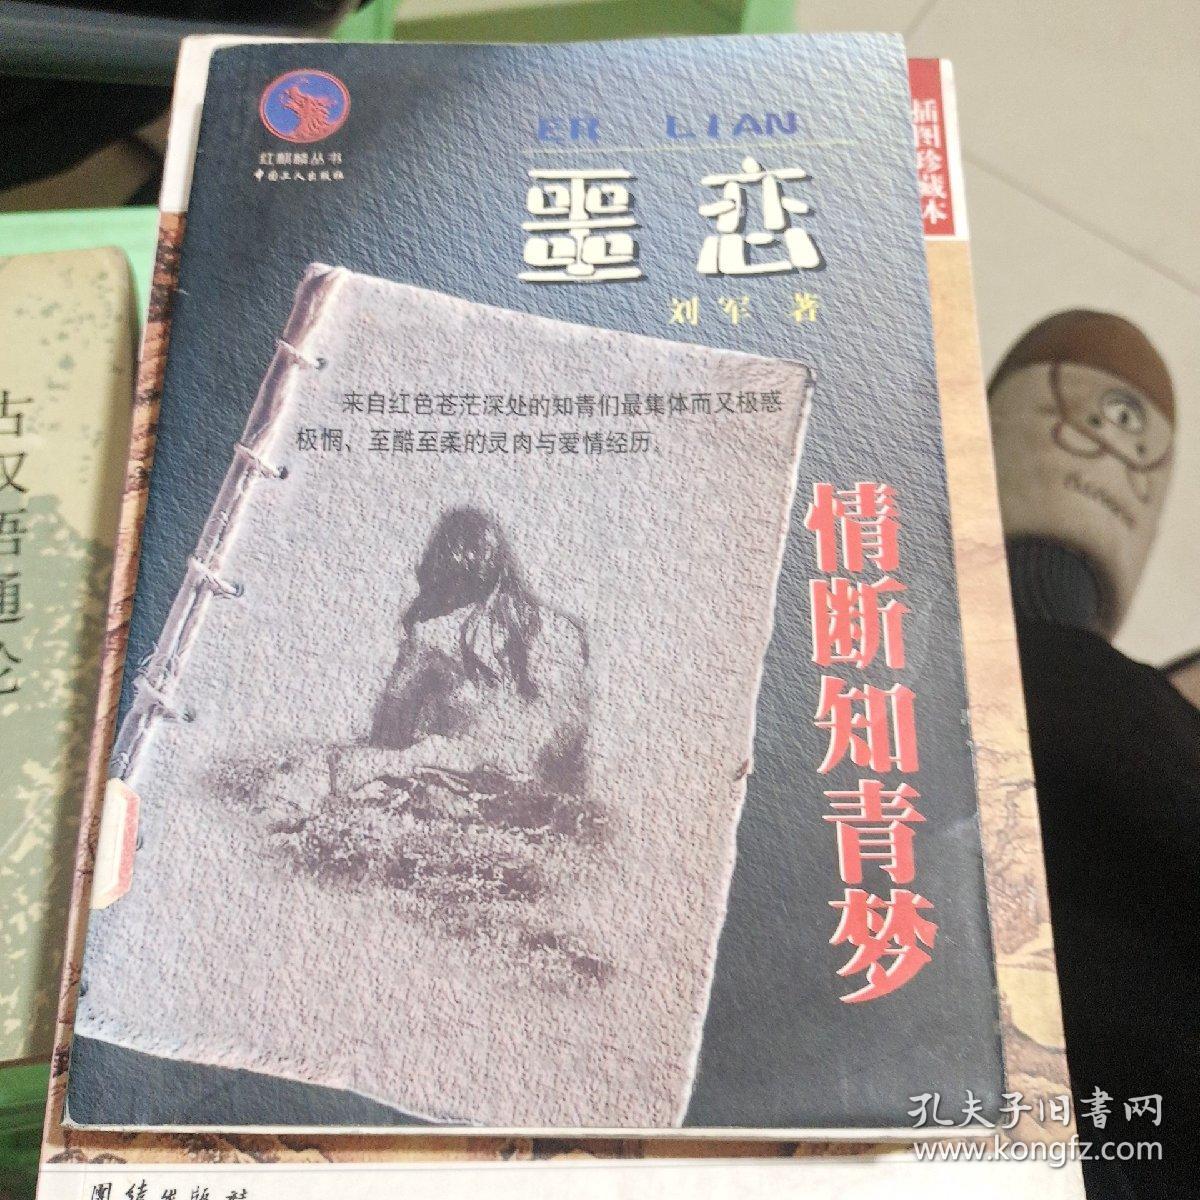 红麒麟丛书
中国工人出版社
ER LIAN
噩恋
刘军 著
来自红色苍茫深处的知青们最集体而又极惑
极惘、至酷至柔的灵肉与爱情经历。
情断知青梦
插图珍藏本
古汉语通论
孔夫子旧书网
www.kongfz.com